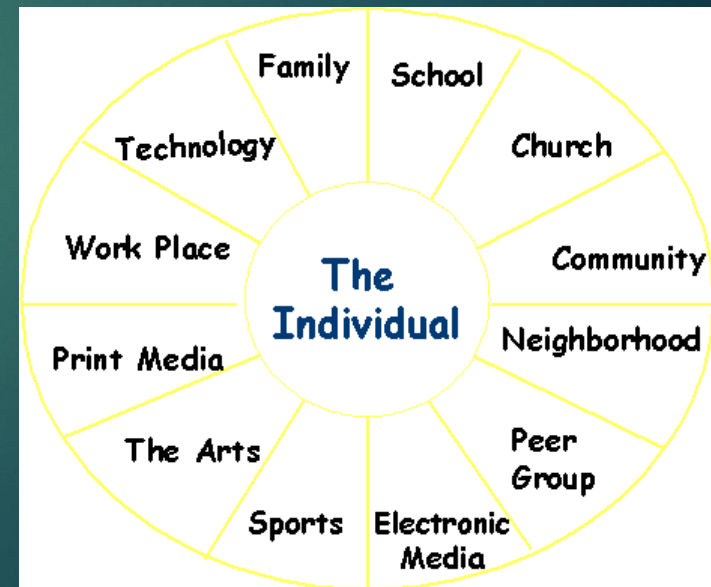 Family
School
Technology
Church
Work Place
Community
The
Individual
Print Media
Neighborhood
The Arts
Peer
Group
Sports
Electronic
Media